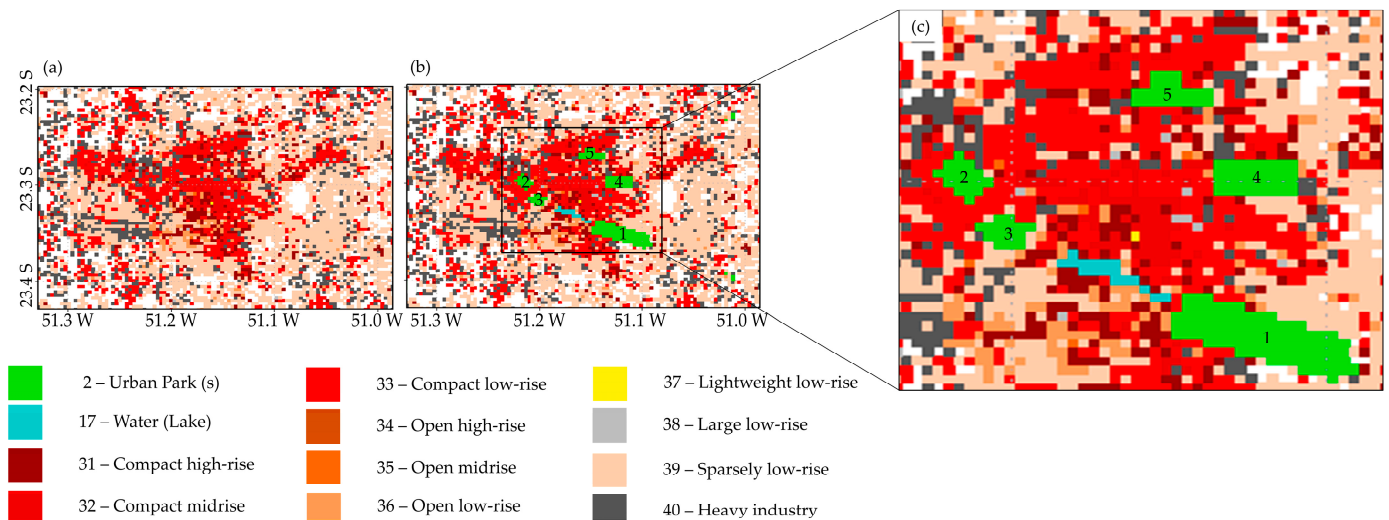 (a)
(b)
(c)
23.2 S
23.3 S
23.4 S
51.3 W
51.2 W
51.1 W
51.0 W
51.3 W
51.2 W
51.1 W
51.0 W
5
2
4
3
1
5
2
4
3
1
2 – Urban Park (s)
17 – Water (Lake)
31 – Compact high-rise
32 – Compact midrise
33 – Compact low-rise
34 – Open high-rise
35 – Open midrise
36 – Open low-rise
37 – Lightweight low-rise
38 – Large low-rise
39 – Sparsely low-rise
40 – Heavy industry